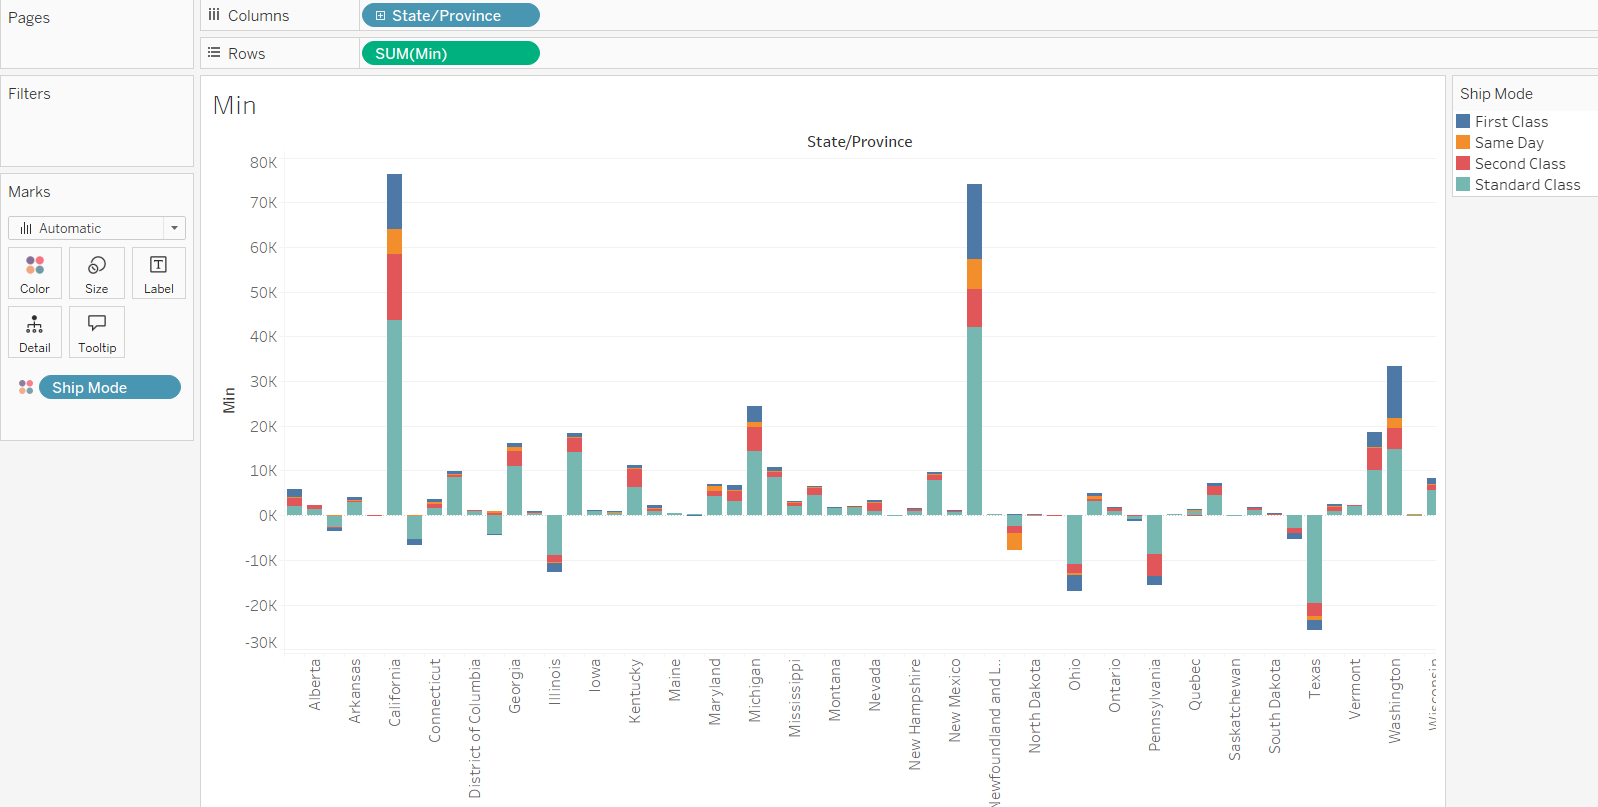 Pages
Columns
State/Province
Rows
SUM(Min)
Filters
Marks
Automatic
Color
Size
Label
Detail
Tooltip
Ship Mode
Min
State/Province
80K
70K
60K
50K
40K
30K
20K
10K
0K
-10K
-20K
-30K
Min
Alberta
Arkansas
California
Connecticut
District of Columbia
Georgia
Illinois
Iowa
Kentucky
Maine
Maryland
Michigan
Mississippi
Montana
Nevada
New Hampshire
New Mexico
Newfoundland and L..
North Dakota
Ohio
Ontario
Pennsylvania
Quebec
Saskatchewan
South Dakota
Texas
Vermont
Washington
Wisconsin
Ship Mode
First Class
Same Day
Second Class
Standard Class